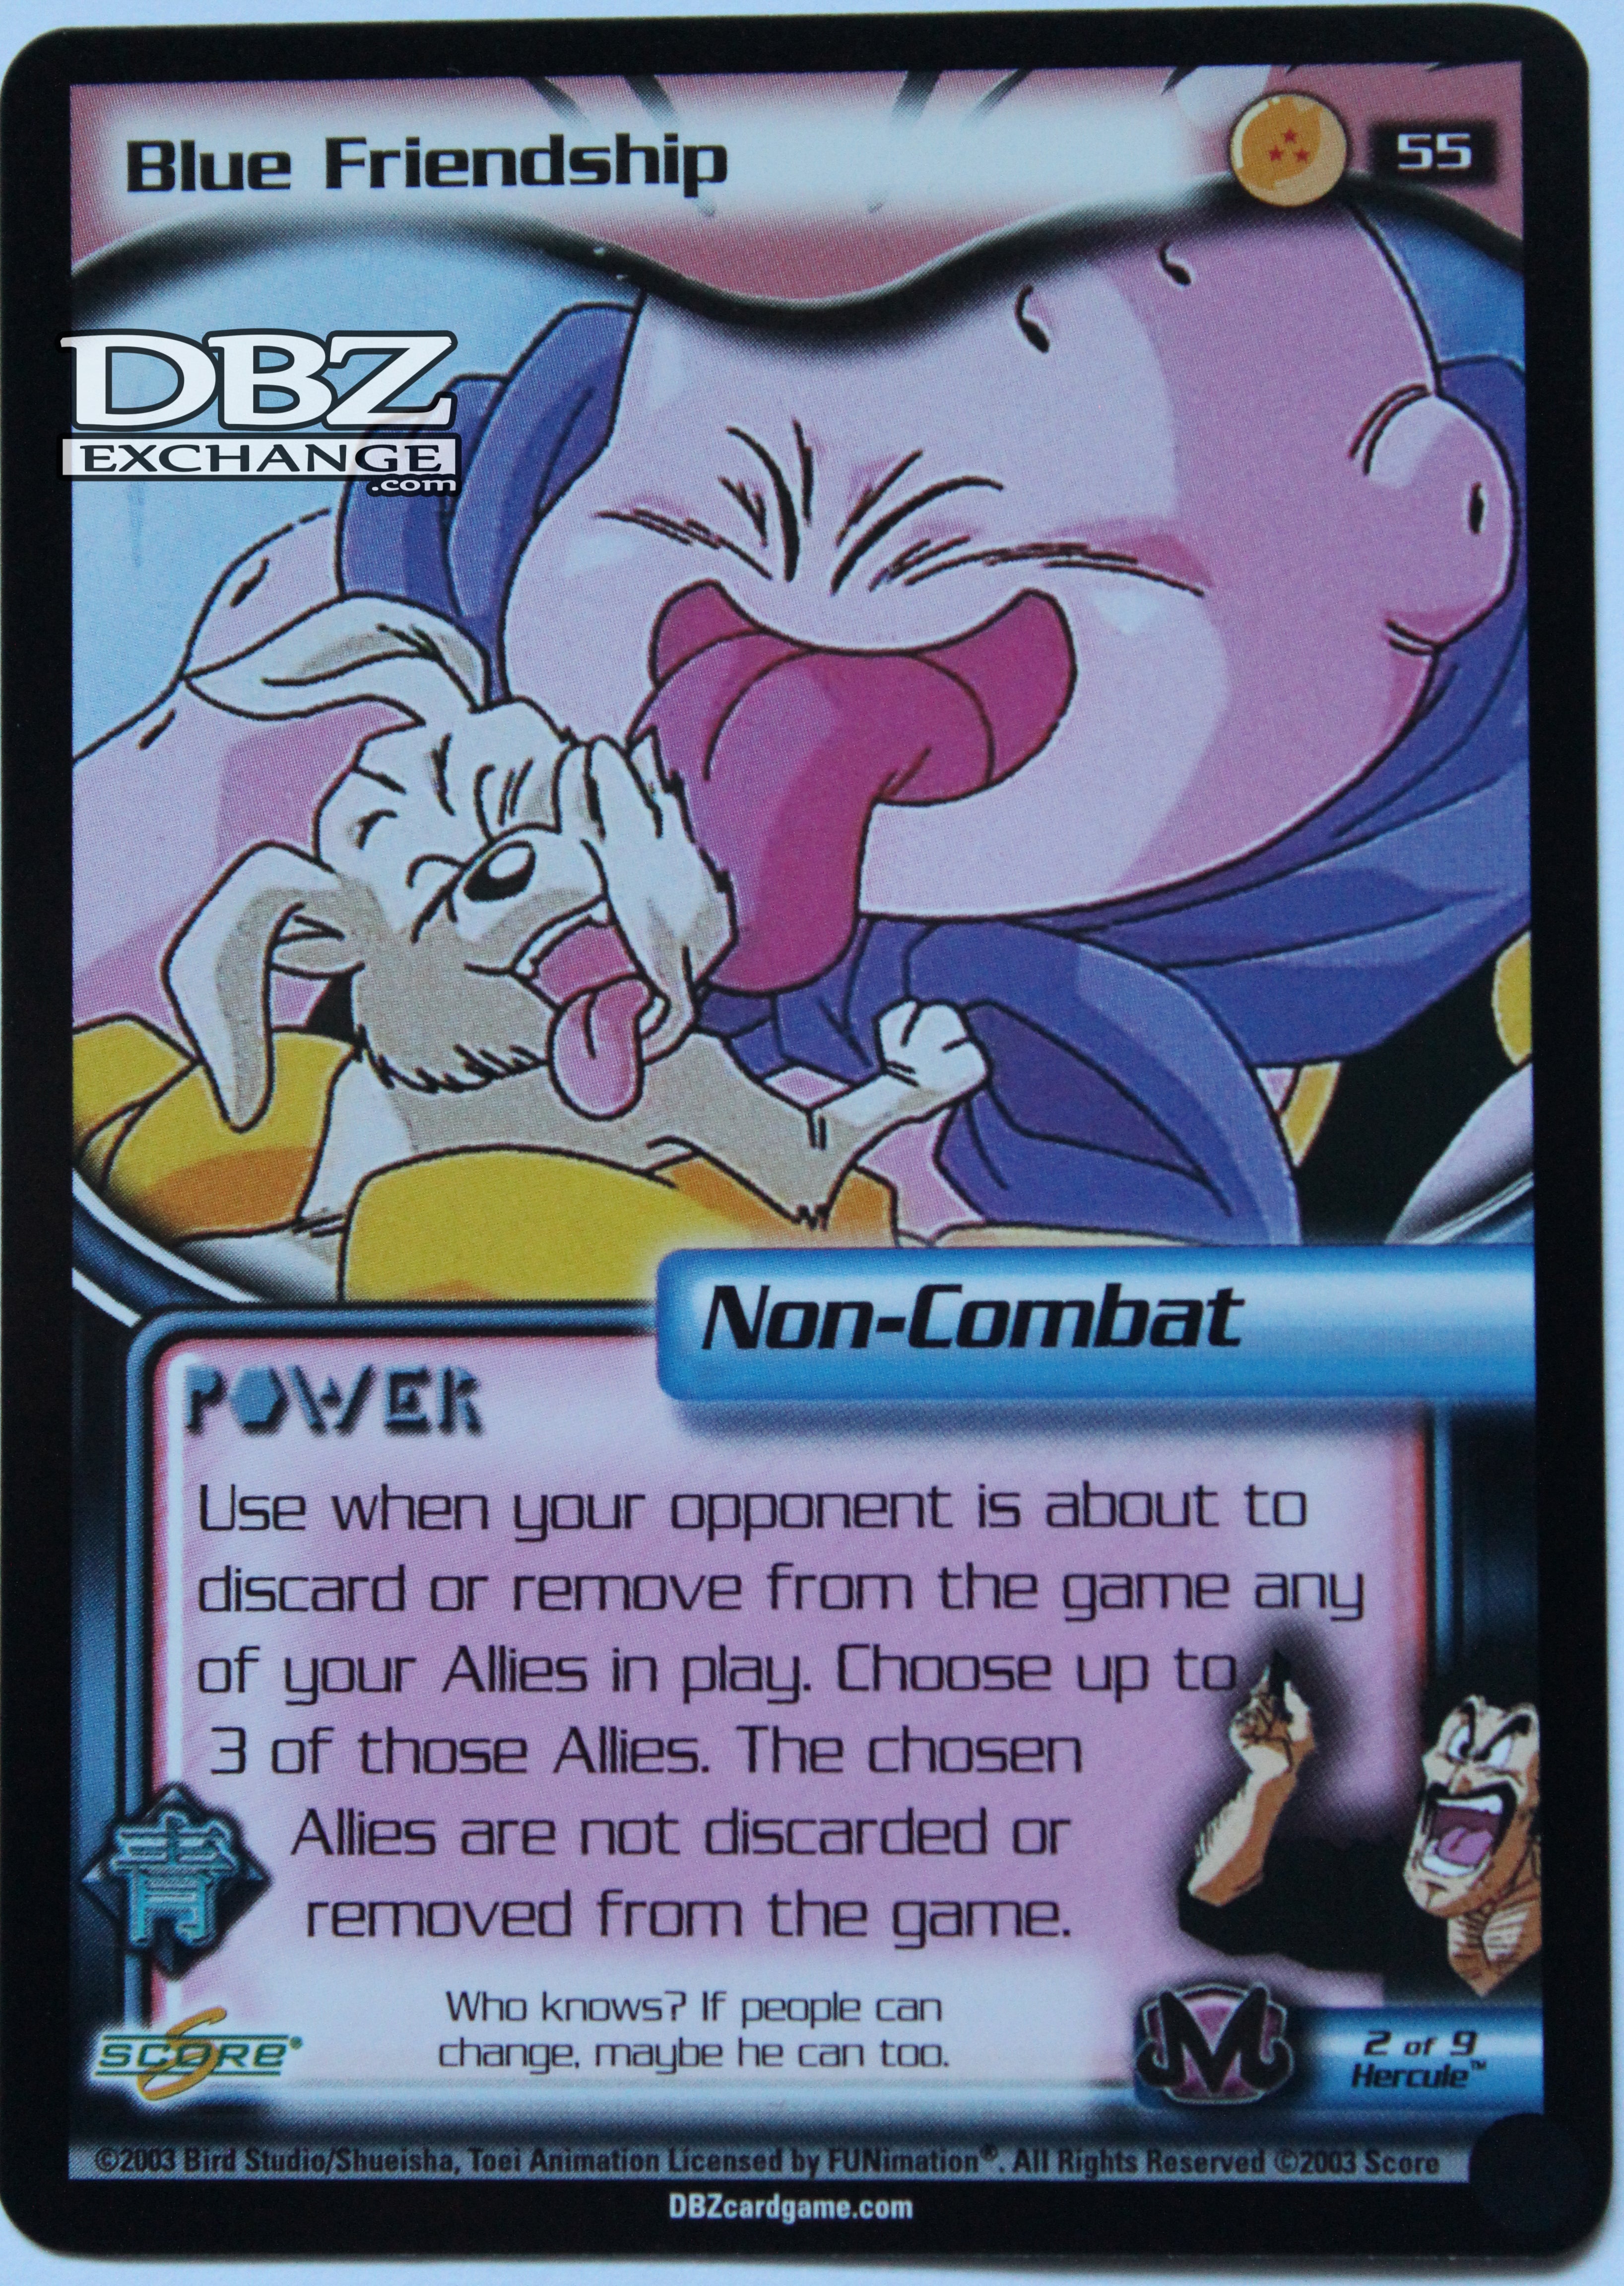 Blue Friendship
55
DBZ
EXCHANGE
.com
Non-Combat
POWER
Use when your opponent is about to
discard or remove from the game any
of your Allies in play. Choose up to
3 of those Allies. The chosen
Allies are not discarded or
removed from the game.
青
Who knows? If people can
change, maybe he can too.
SCORE®
M
2 of 9
Hercule™
©2003 Bird Studio/Shueisha, Toei Animation Licensed by FUNimation®. All Rights Reserved ©2003 Score
DBZcardgame.com